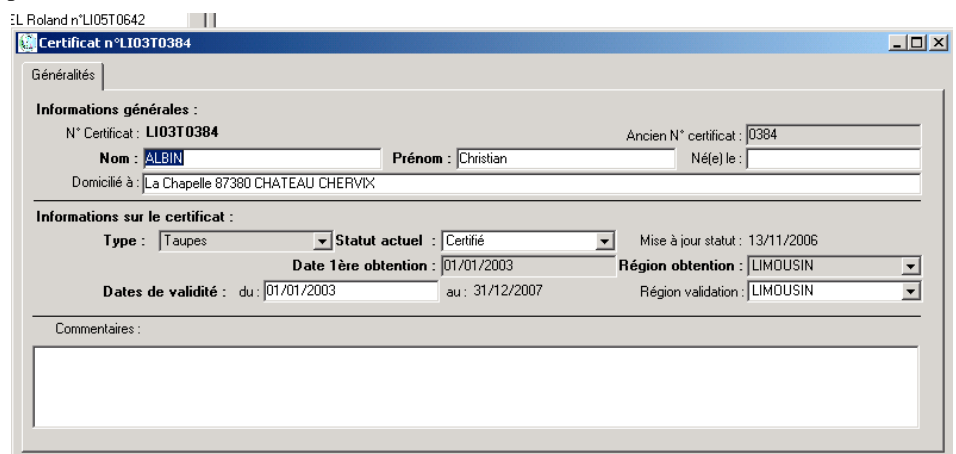 EL Roland n°LI05T0642
Certificat n°LI03T0384
Généralités
Informations générales :
N° Certificat : LI03T0384 Ancien N° certificat : 0384
Nom : ALBIN Prénom : Christian Né(e) le :
Domicilié à : La Chapelle 87380 CHATEAU CHERVIX
Informations sur le certificat :
Type : Taupes Statut actuel : Certifié Mise à jour statut : 13/11/2006
Date 1ère obtention : 01/01/2003 Région obtention : LIMOUSIN
Dates de validité : du : 01/01/2003 au : 31/12/2007 Région validation : LIMOUSIN
Commentaires :